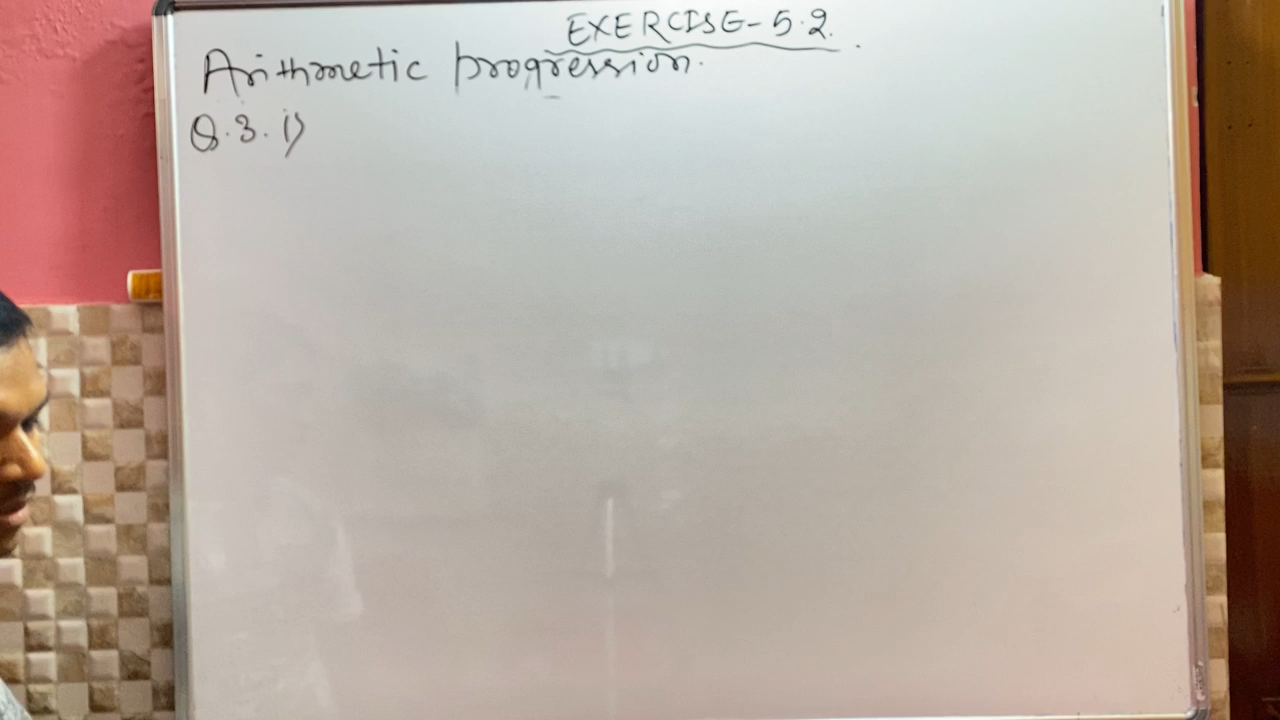 EXERCISE-5.2.
Arithmetic progression.
Q.3. i)